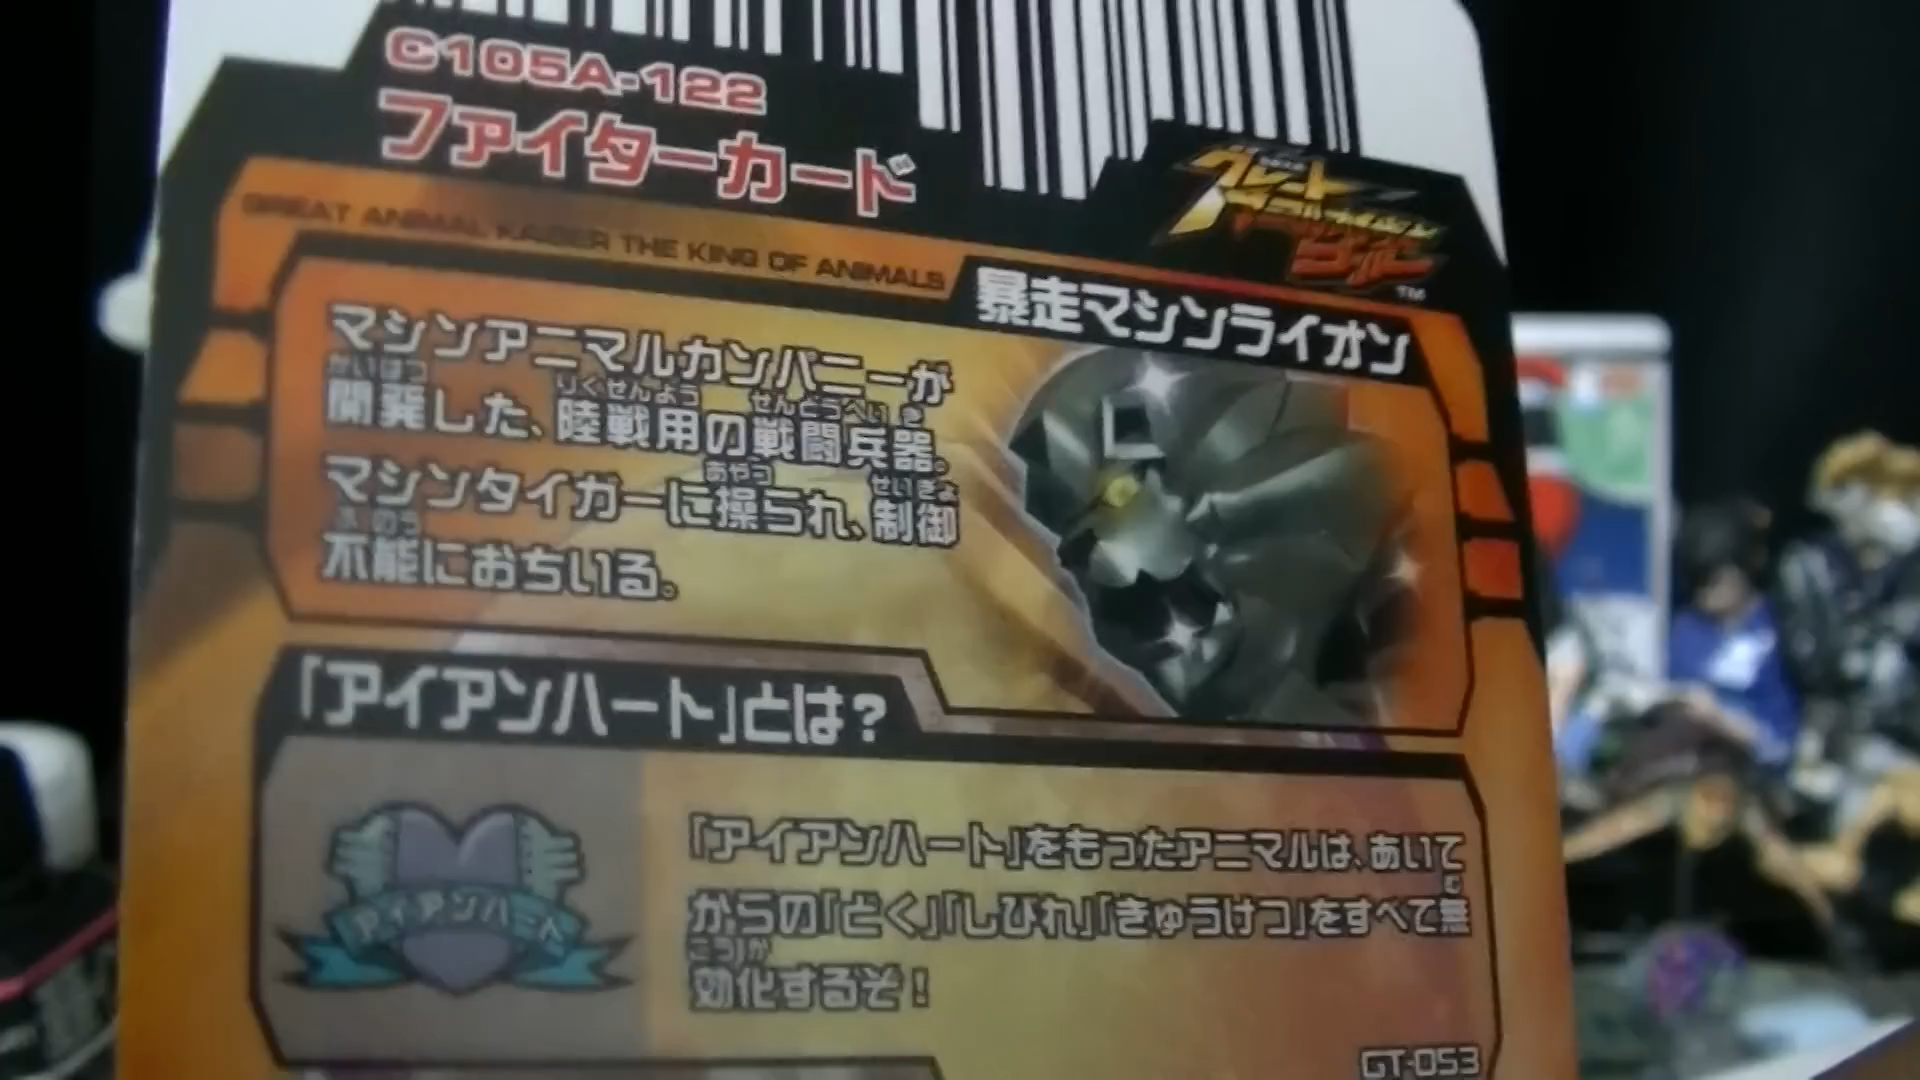 C105A-122
ファイターカード
GREAT ANIMAL KAISER THE KING OF ANIMALS
TM
暴走マシンライオン
マシンアニマルカンパニーが
かいはつ りくせんよう せんとうへいき
開発した、陸戦用の戦闘兵器。
あやつ せいぎょ
マシンタイガーに操られ、制御
ふのう
不能におちいる。
「アイアンハート」とは?
アイアンハート
「アイアンハート」をもったアニマルは、あいて
む
からの「どく」「しびれ」「きゅうけつ」をすべて無
こうか
効化するぞ!
GT-053